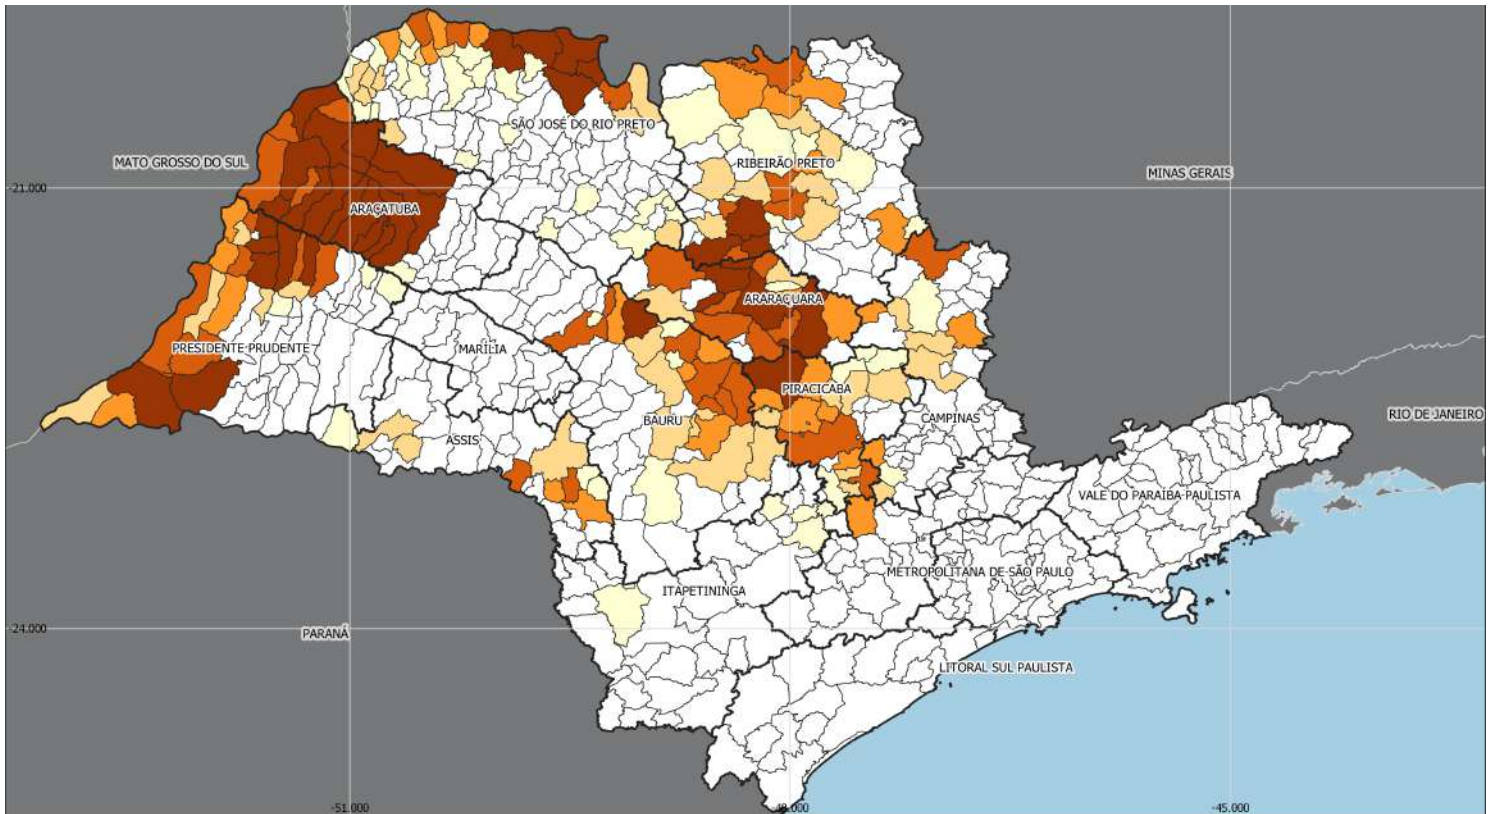 SÃO JOSÉ DO RIO PRETO
MATO GROSSO DO SUL
RIBEIRÃO PRETO
MINAS GERAIS
-21.000
ARAÇATUBA
ARARAQUARA
PRESIDENTE PRUDENTE
MARÍLIA
PIRACICABA
RIO DE JANEIRO
BAURU
CAMPINAS
ASSIS
VALE DO PARAÍBA PAULISTA
METROPOLITANA DE SÃO PAULO
ITAPETININGA
-24.000
PARANÁ
LITORAL SUL PAULISTA
-51.000
-48.000
-45.000